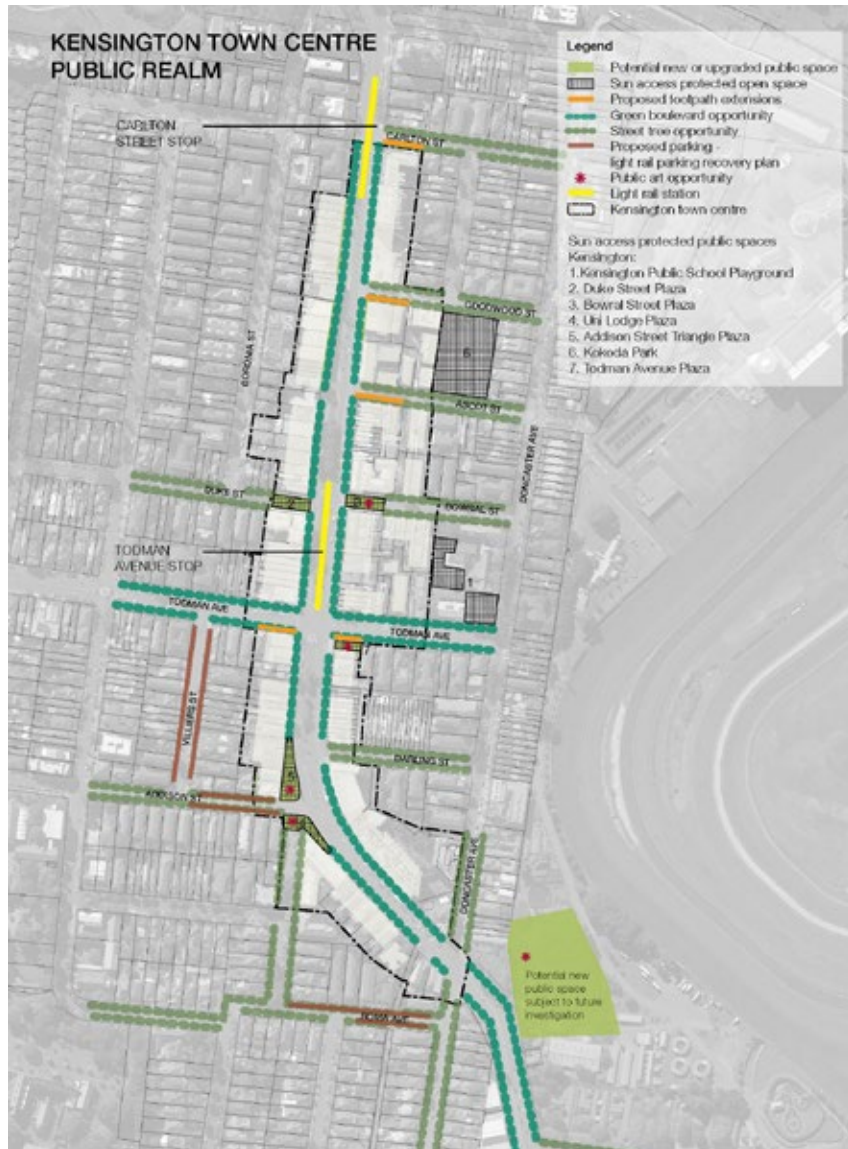 KENSINGTON TOWN CENTRE
PUBLIC REALM
Legend
Potential new or upgraded public space
Sun access protected open space
Proposed footpath extensions
Green boulevard opportunity
Street tree opportunity
Proposed parking -
light rail parking recovery plan
Public art opportunity
Light rail station
Kensington town centre
Sun access protected public spaces
Kensington:
1. Kensington Public School Playground
2. Duke Street Plaza
3. Bowral Street Plaza
4. Uni Lodge Plaza
5. Addison Street Triangle Plaza
6. Kokoda Park
7. Todman Avenue Plaza
CARLTON
STREET STOP
CARLTON ST
GOODWOOD ST
6
ASCOT ST
DONCASTER AVE
DUKE ST
2
BOWRAL ST
TODMAN
AVENUE STOP
1
TODMAN AVE
TODMAN AVE
VILLIERS ST
DARLING ST
5
ADDISON ST
DONCASTER AVE
Potential new
public space
subject to future
investigation